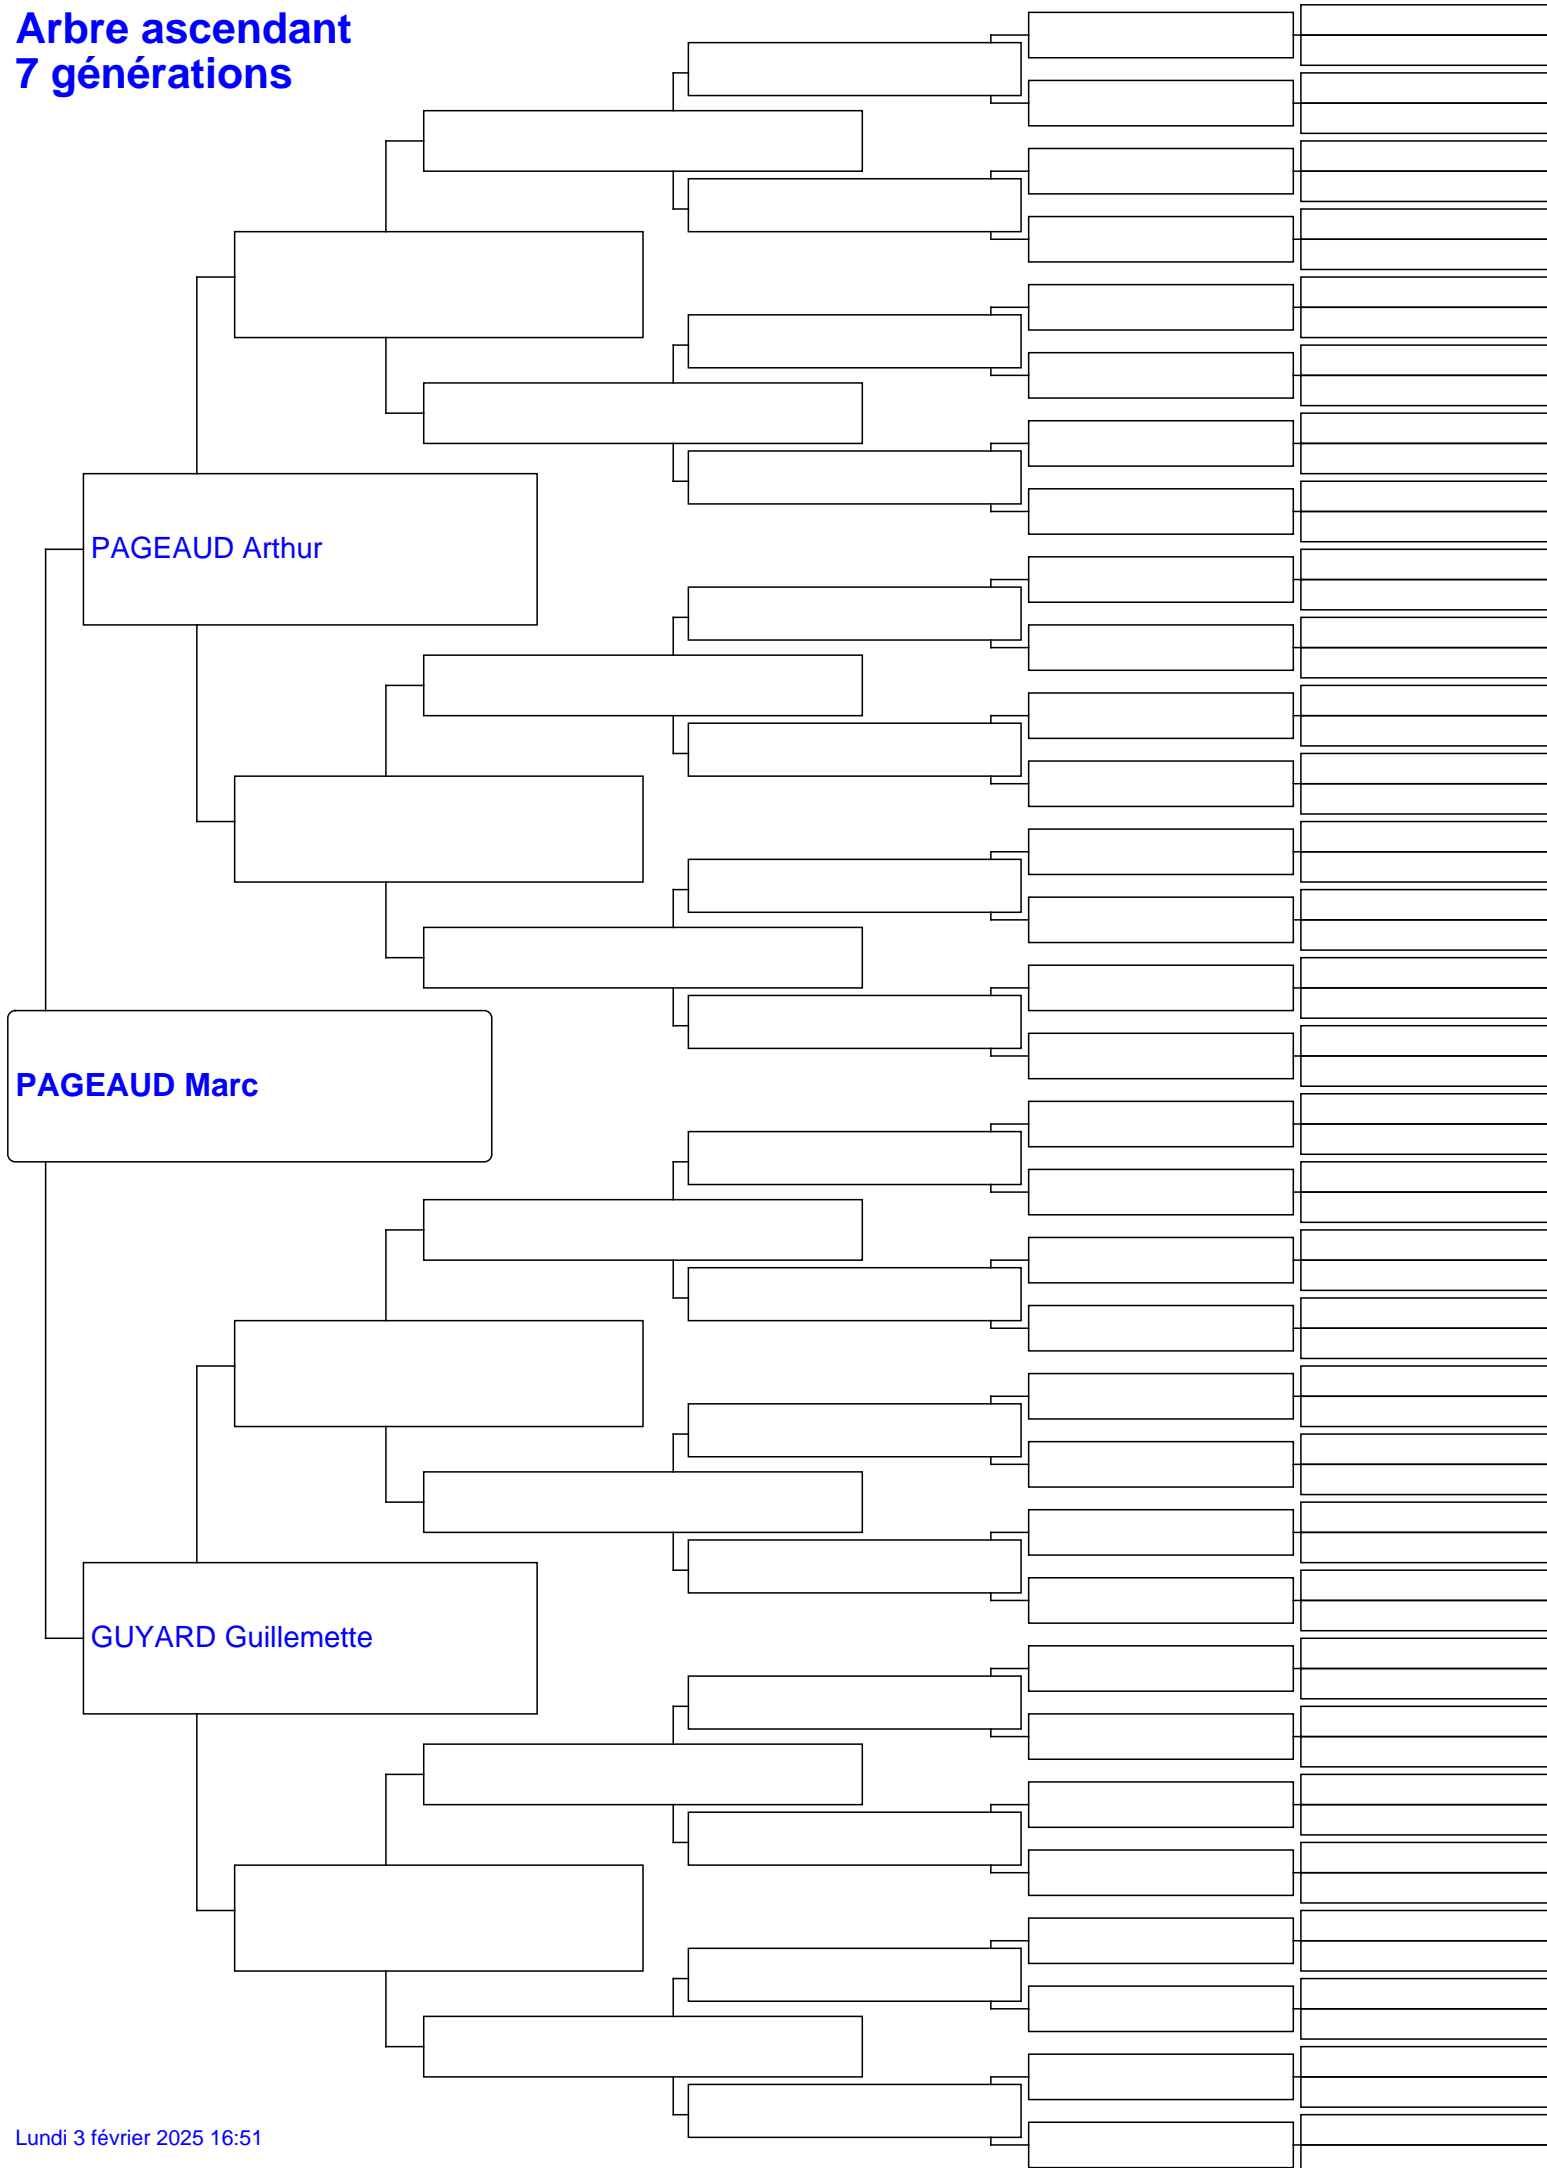 Arbre ascendant
7 générations
PAGEAUD Arthur
PAGEAUD Marc
GUYARD Guillemette
Lundi 3 février 2025 16:51